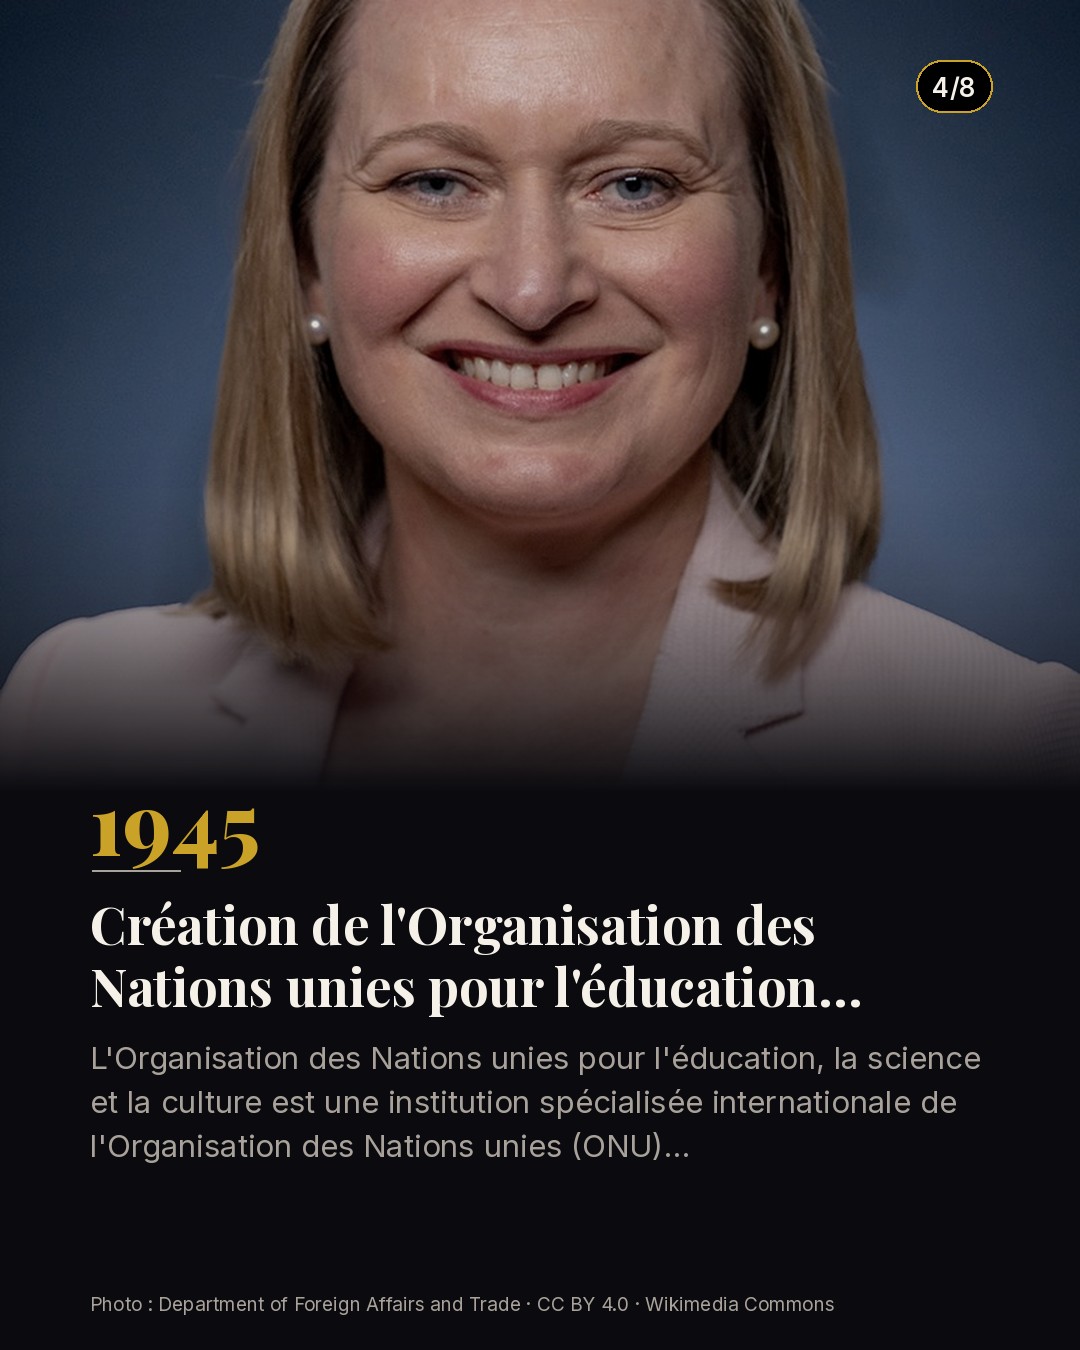 4/8
1945
Création de l'Organisation des
Nations unies pour l'éducation...
L'Organisation des Nations unies pour l'éducation, la science
et la culture est une institution spécialisée internationale de
l'Organisation des Nations unies (ONU)...
Photo : Department of Foreign Affairs and Trade · CC BY 4.0 · Wikimedia Commons